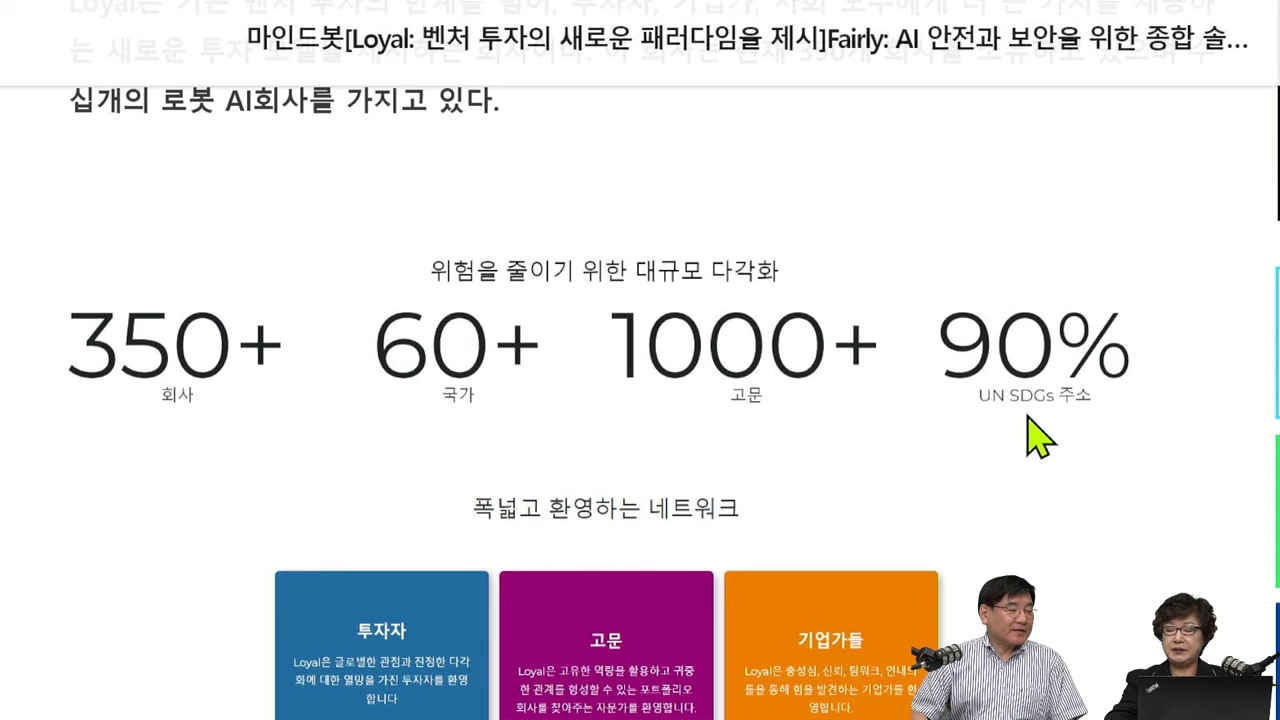 마인드봇[Loyal: 벤처 투자의 새로운 패러다임을 제시]Fairly: AI 안전과 보안을 위한 종합 솔...
십개의 로봇 AI회사를 가지고 있다.
위험을 줄이기 위한 대규모 다각화
350+ 60+ 1000+ 90%
회사 국가 고문 UN SDGs 주소
폭넓고 환영하는 네트워크
투자자
Loyal은 글로벌한 관점과 진정한 다각
화에 대한 열망을 가진 투자자를 환영
합니다
고문
Loyal은 고유한 역량을 활용하고 귀중
한 관계를 형성할 수 있는 포트폴리오
회사를 찾아주는 자문가를 환영합니다.
기업가들
Loyal은 충성심, 신뢰, 팀워크, 인내의
들을 통해 힘을 발견하는 기업가를 환
영합니다.